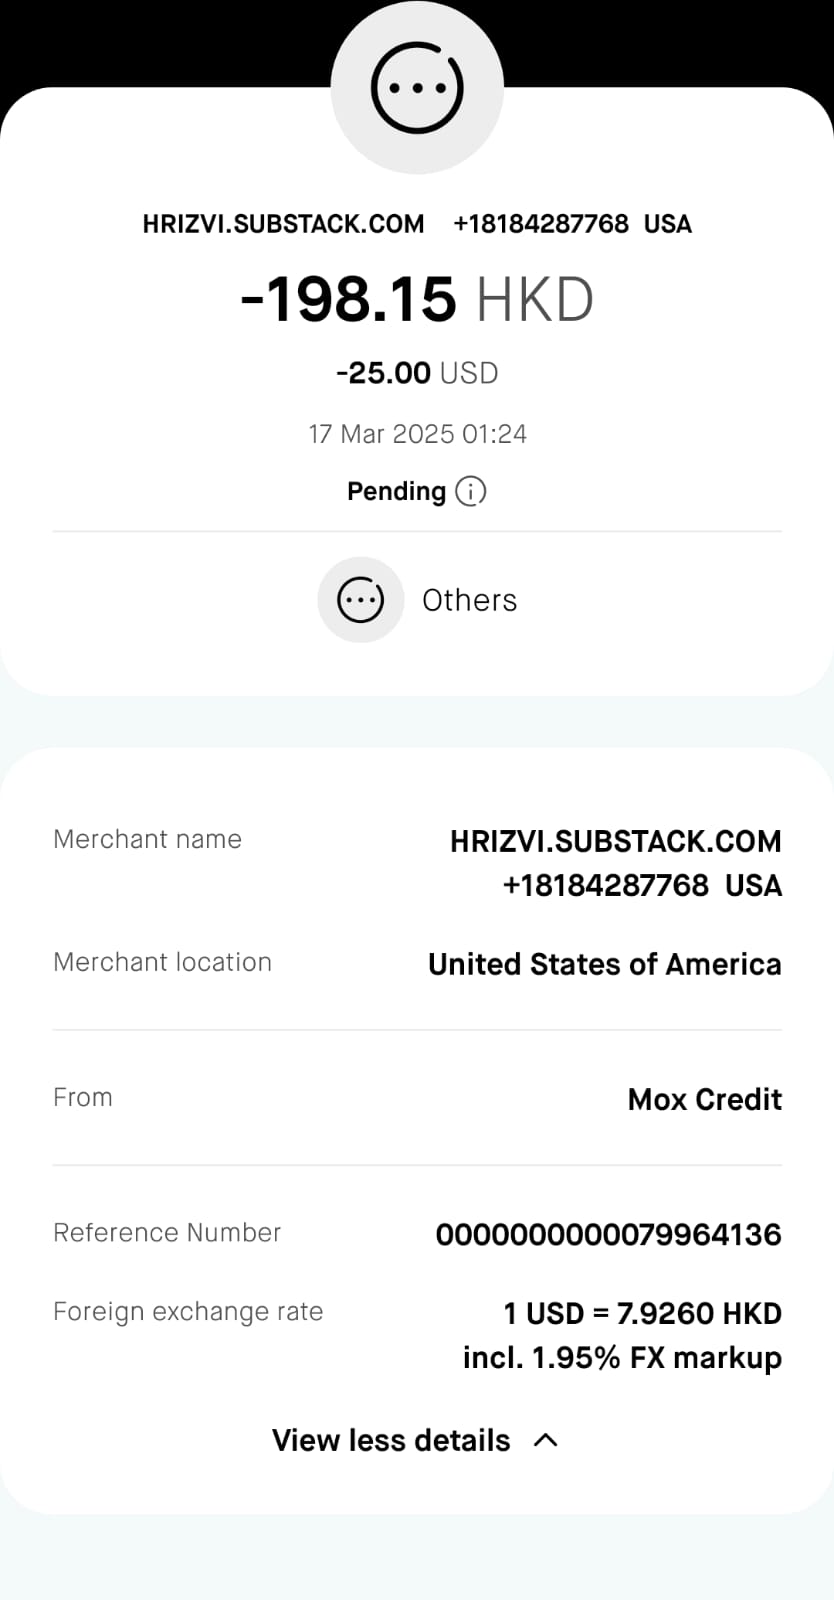 HRIZVI.SUBSTACK.COM +18184287768 USA
-198.15 HKD
-25.00 USD
17 Mar 2025 01:24
Pending
Others
Merchant name
HRIZVI.SUBSTACK.COM
+18184287768 USA
Merchant location
United States of America
From
Mox Credit
Reference Number
0000000000079964136
Foreign exchange rate
1 USD = 7.9260 HKD
incl. 1.95% FX markup
View less details